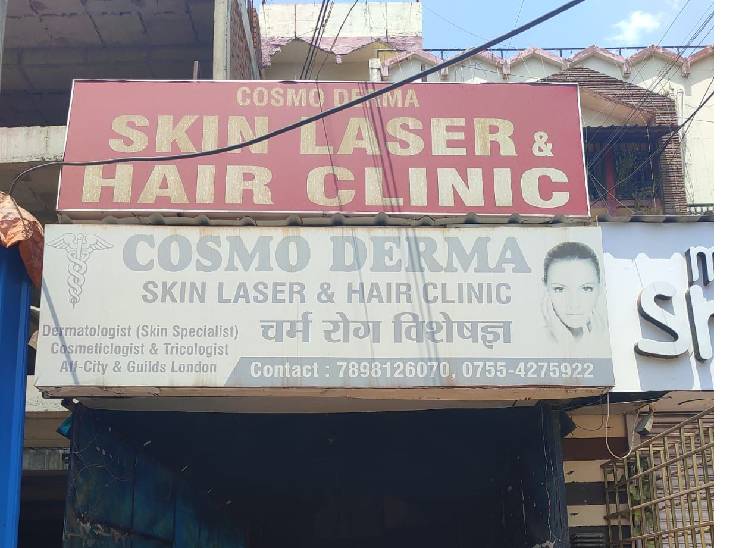 COSMO DERMA
SKIN LASER &
HAIR CLINIC
COSMO DERMA
SKIN LASER & HAIR CLINIC
Dermatologist (Skin Specialist)
Cosmeticlogist & Tricologist
All-City & Guilds London
चर्म रोग विशेषज्ञ
Contact : 7898126070, 0755-4275922